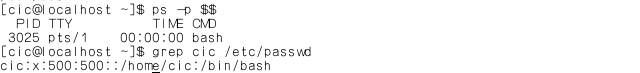 [cic@localhost ~]$ ps -p $$
  PID TTY          TIME CMD
 3025 pts/1    00:00:00 bash
[cic@localhost ~]$ grep cic /etc/passwd
cic:x:500:500::/home/cic:/bin/bash